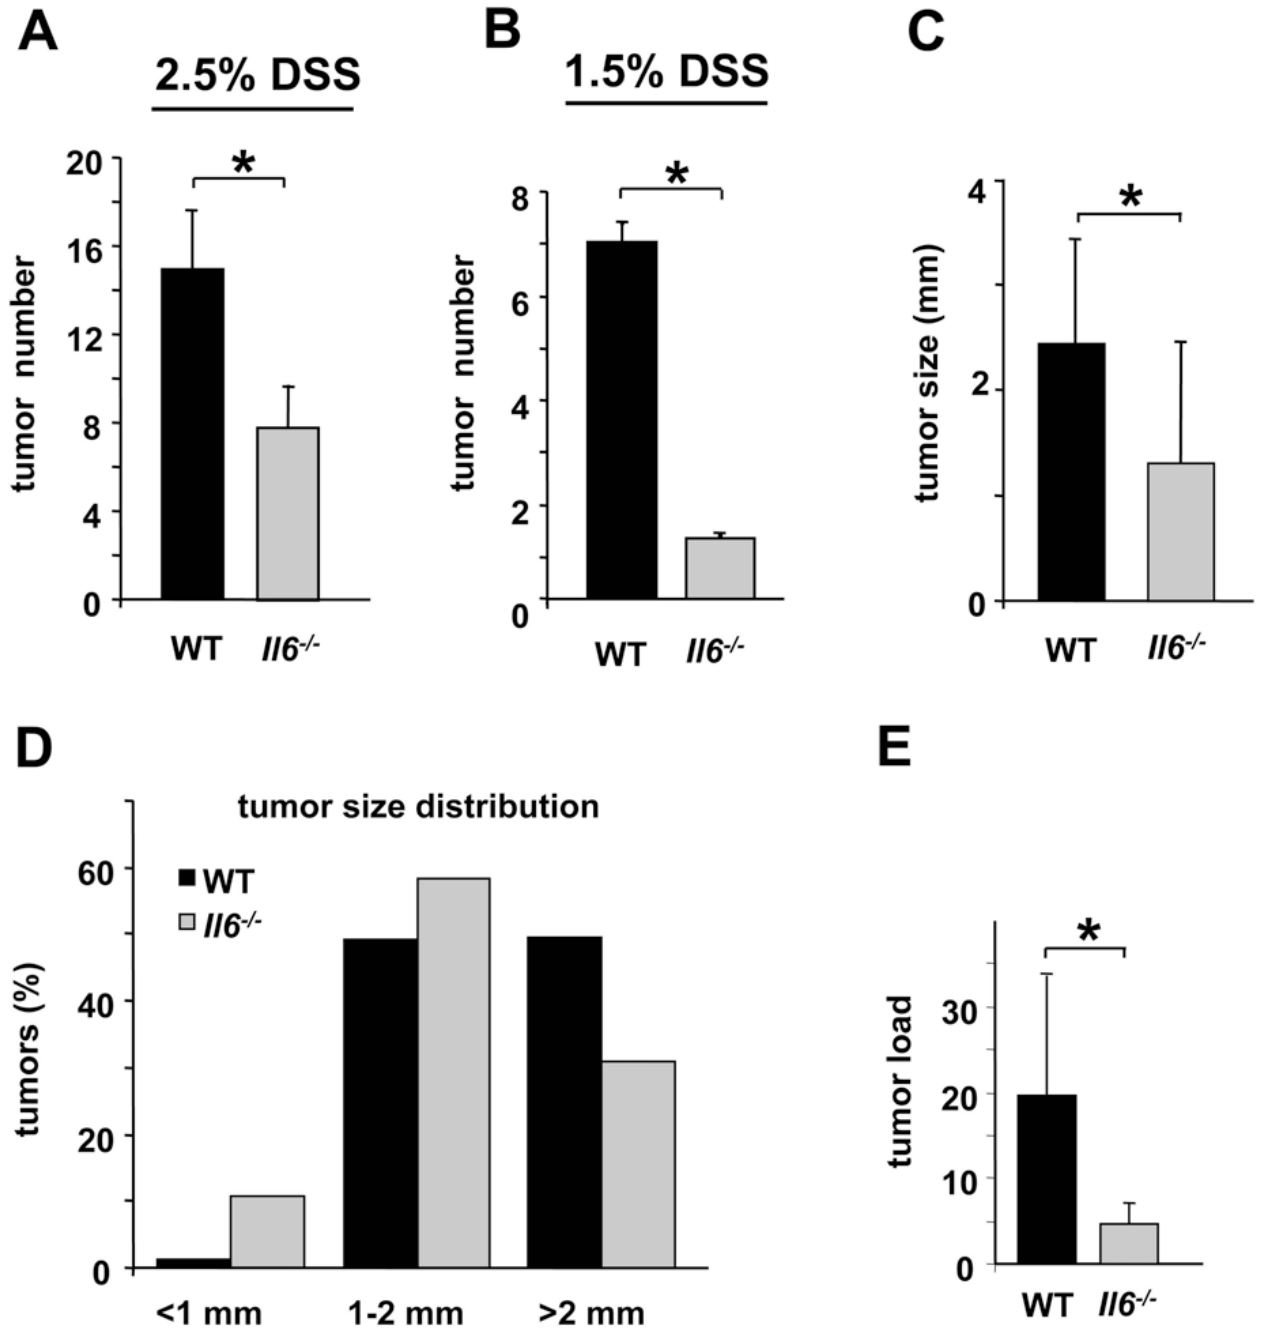 A
2.5% DSS
*
20
16
12
8
4
0
tumor number
WT Il6-/-
B
1.5% DSS
*
8
6
4
2
0
tumor number
WT Il6-/-
C
*
4
2
0
tumor size (mm)
WT Il6-/-
D
tumor size distribution
WT
Il6-/-
60
40
20
0
tumors (%)
<1 mm 1-2 mm >2 mm
E
*
30
20
10
0
tumor load
WT Il6-/-